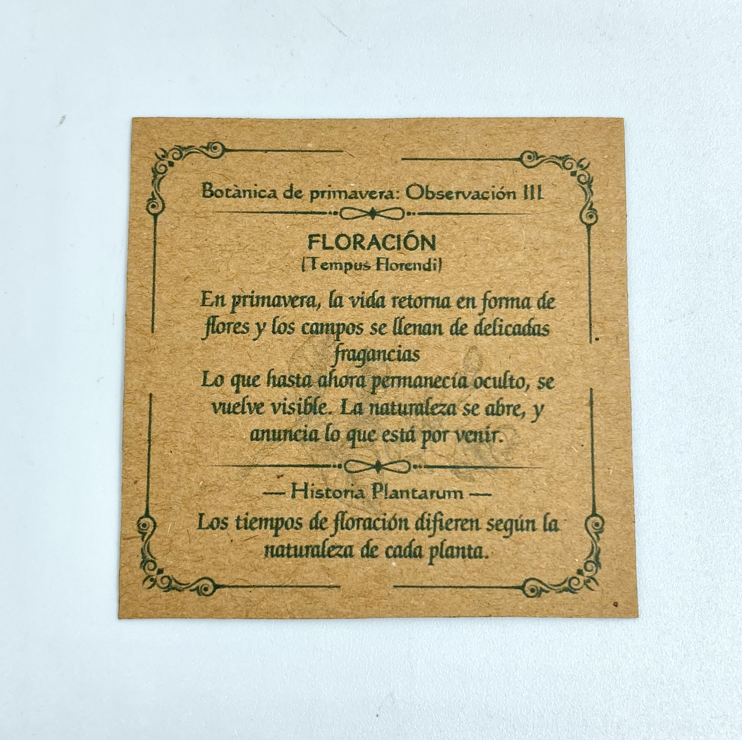 Botànica de primavera: Observación III
FLORACIÓN
(Tempus Florendi)
En primavera, la vida retorna en forma de
flores y los campos se llenan de delicadas
fragancias
Lo que hasta ahora permanecía oculto, se
vuelve visible. La naturaleza se abre, y
anuncia lo que está por venir.
— Historia Plantarum —
Los tiempos de floración difieren según la
naturaleza de cada planta.